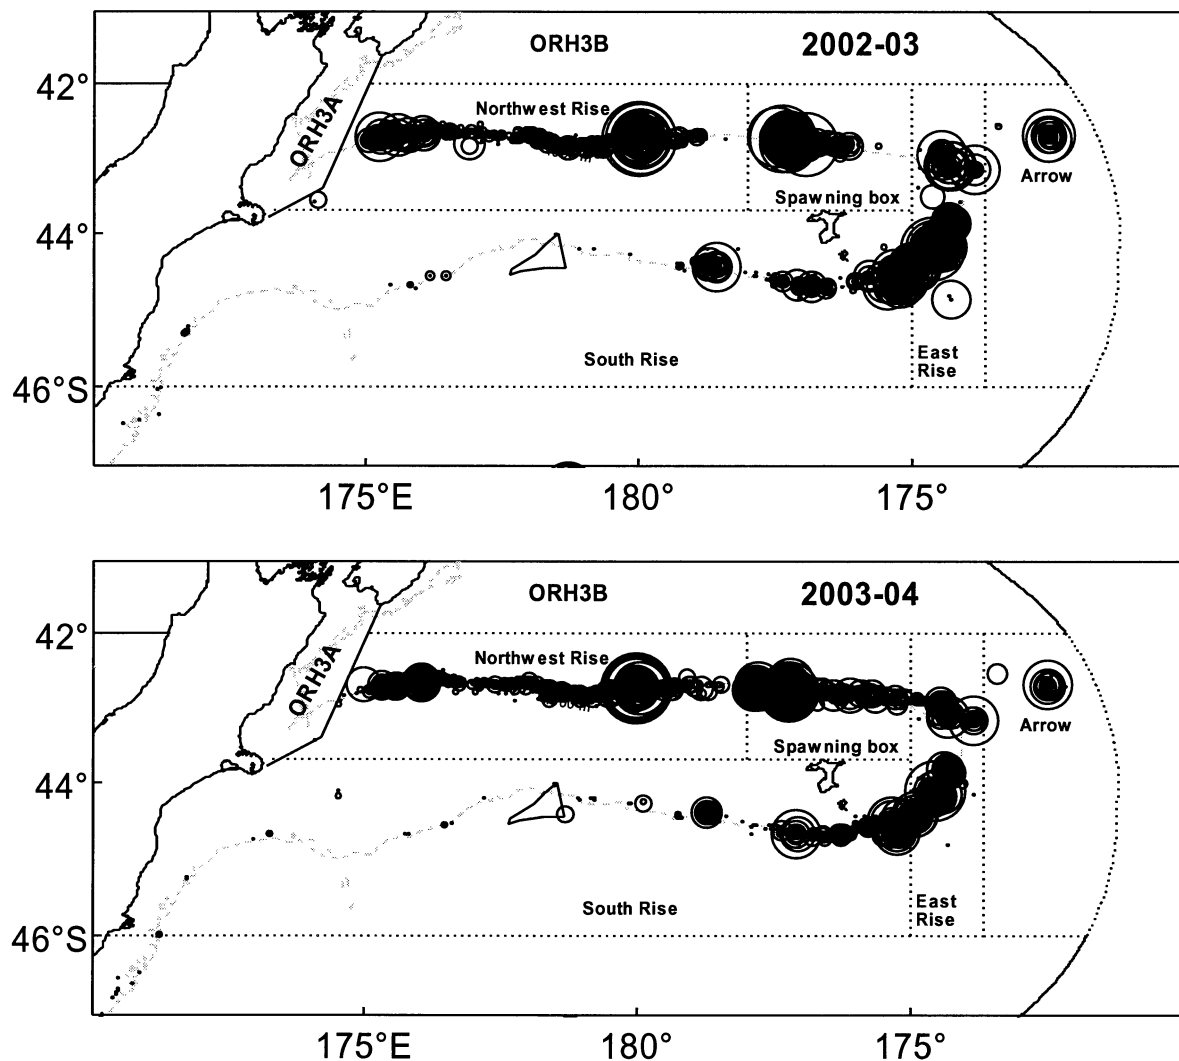 ORH3B 2002-03
42°
Northwest Rise
ORH3A
Arrow
Spawning box
44°
South Rise
East
Rise
46°S
175°E 180° 175°
ORH3B 2003-04
42°
Northwest Rise
ORH3A
Arrow
Spawning box
44°
South Rise
East
Rise
46°S
175°E 180° 175°